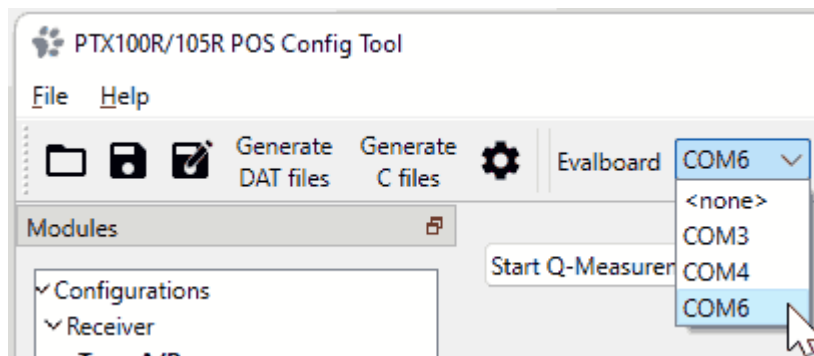 PTX100R/105R POS Config Tool
File Help
Generate DAT files
Generate C files
Evalboard COM6
<none>
COM3
COM4
COM6
Modules
Start
Configurations
Receiver